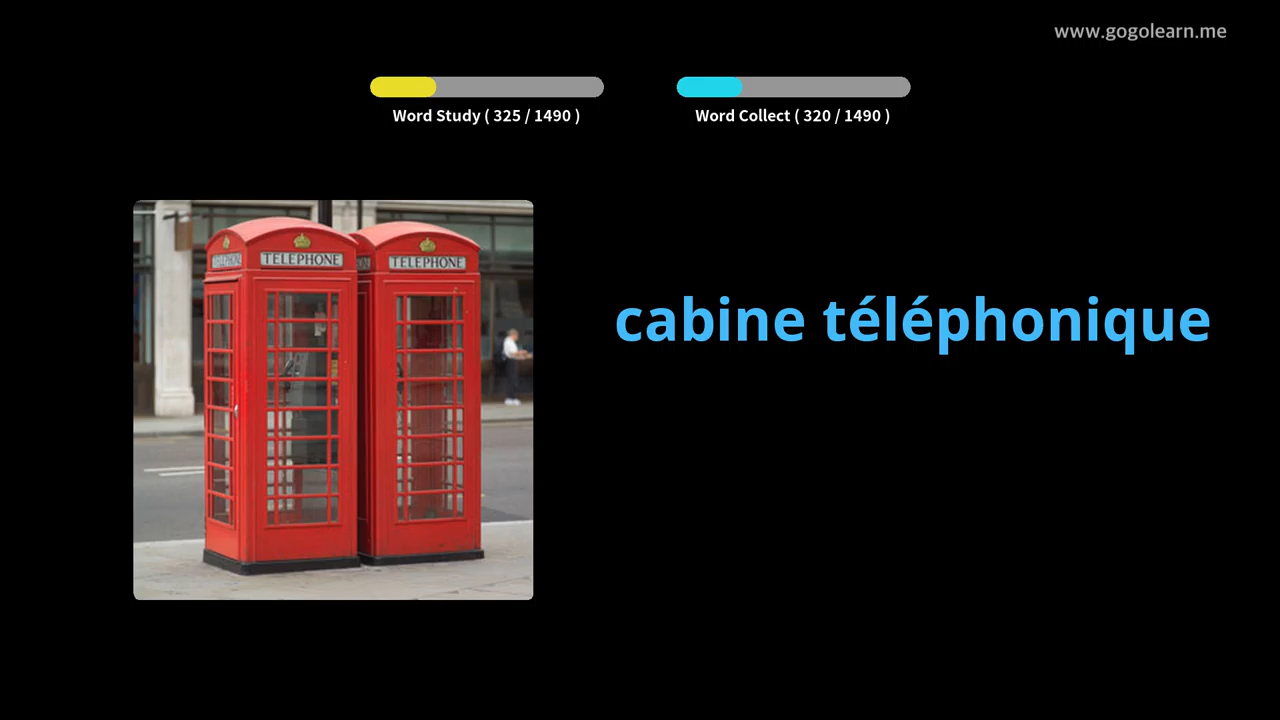 www.gogolearn.me
Word Study ( 325 / 1490 )
Word Collect ( 320 / 1490 )
TELEPHONE
TELEPHONE
cabine téléphonique